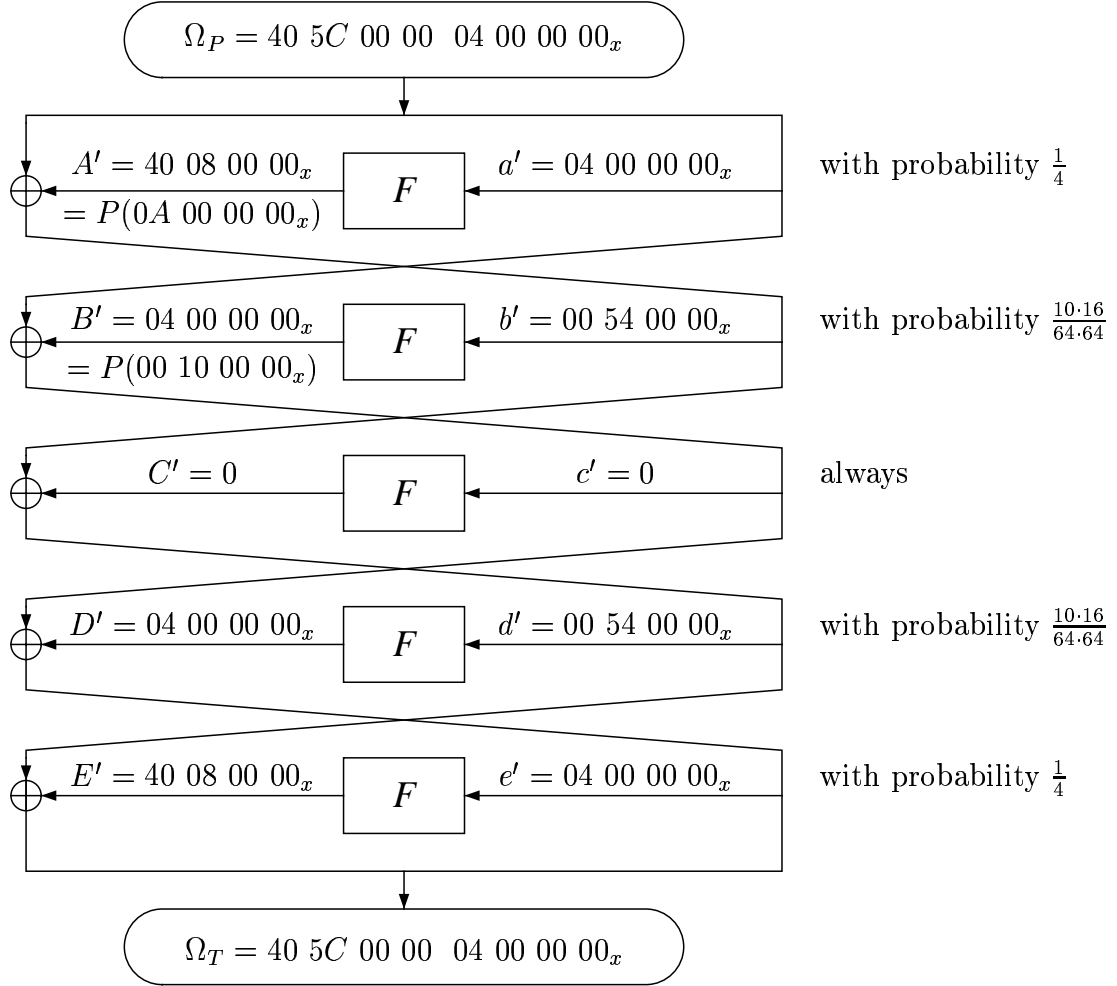 Ω_P = 40 5C 00 00 04 00 00 00_x
A′ = 40 08 00 00_x F a′ = 04 00 00 00_x with probability 1/4
= P(0A 00 00 00_x)
B′ = 04 00 00 00_x F b′ = 00 54 00 00_x with probability 10·16/64·64
= P(00 10 00 00_x)
C′ = 0 F c′ = 0 always
D′ = 04 00 00 00_x F d′ = 00 54 00 00_x with probability 10·16/64·64
E′ = 40 08 00 00_x F e′ = 04 00 00 00_x with probability 1/4
Ω_T = 40 5C 00 00 04 00 00 00_x